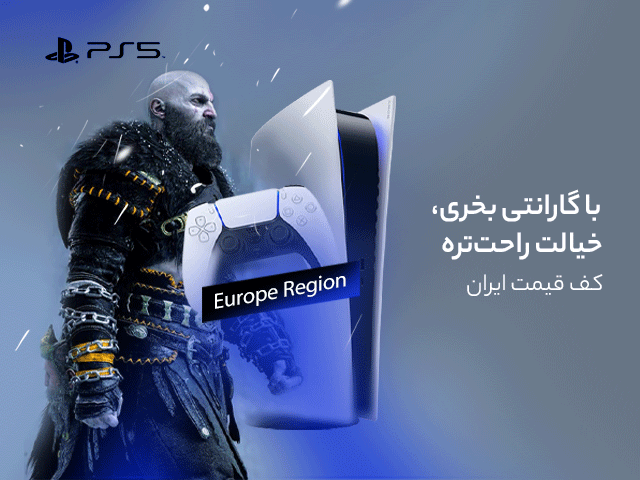 PS5
با گارانتی بخری،
خیالت راحت‌تره
کف قیمت ایران
Europe Region